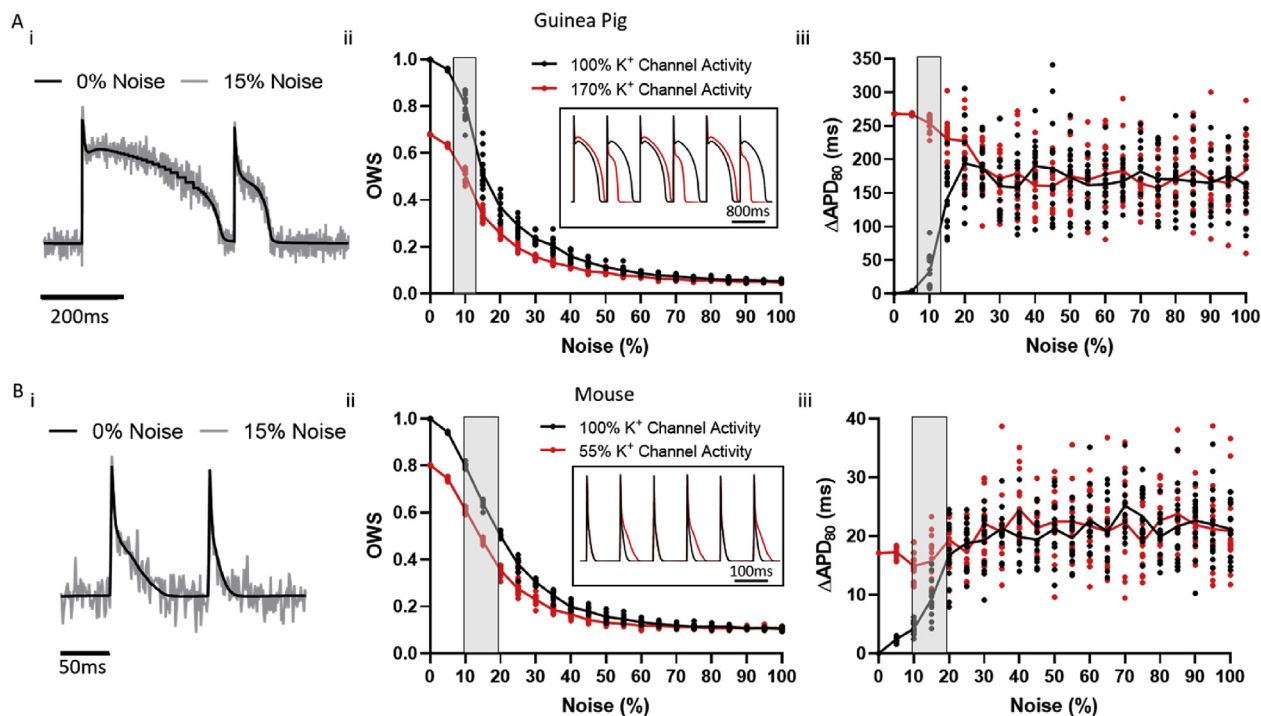 A
Guinea Pig
i
0% Noise 15% Noise
200ms
ii
100% K⁺ Channel Activity
170% K⁺ Channel Activity
800ms
OWS
1.0
0.8
0.6
0.4
0.2
0.0
0 10 20 30 40 50 60 70 80 90 100
Noise (%)
iii
ΔAPD₈₀ (ms)
350
300
250
200
150
100
50
0
0 10 20 30 40 50 60 70 80 90 100
Noise (%)
B
Mouse
i
0% Noise 15% Noise
50ms
ii
100% K⁺ Channel Activity
55% K⁺ Channel Activity
100ms
OWS
1.0
0.8
0.6
0.4
0.2
0.0
0 10 20 30 40 50 60 70 80 90 100
Noise (%)
iii
ΔAPD₈₀ (ms)
40
30
20
10
0
0 10 20 30 40 50 60 70 80 90 100
Noise (%)